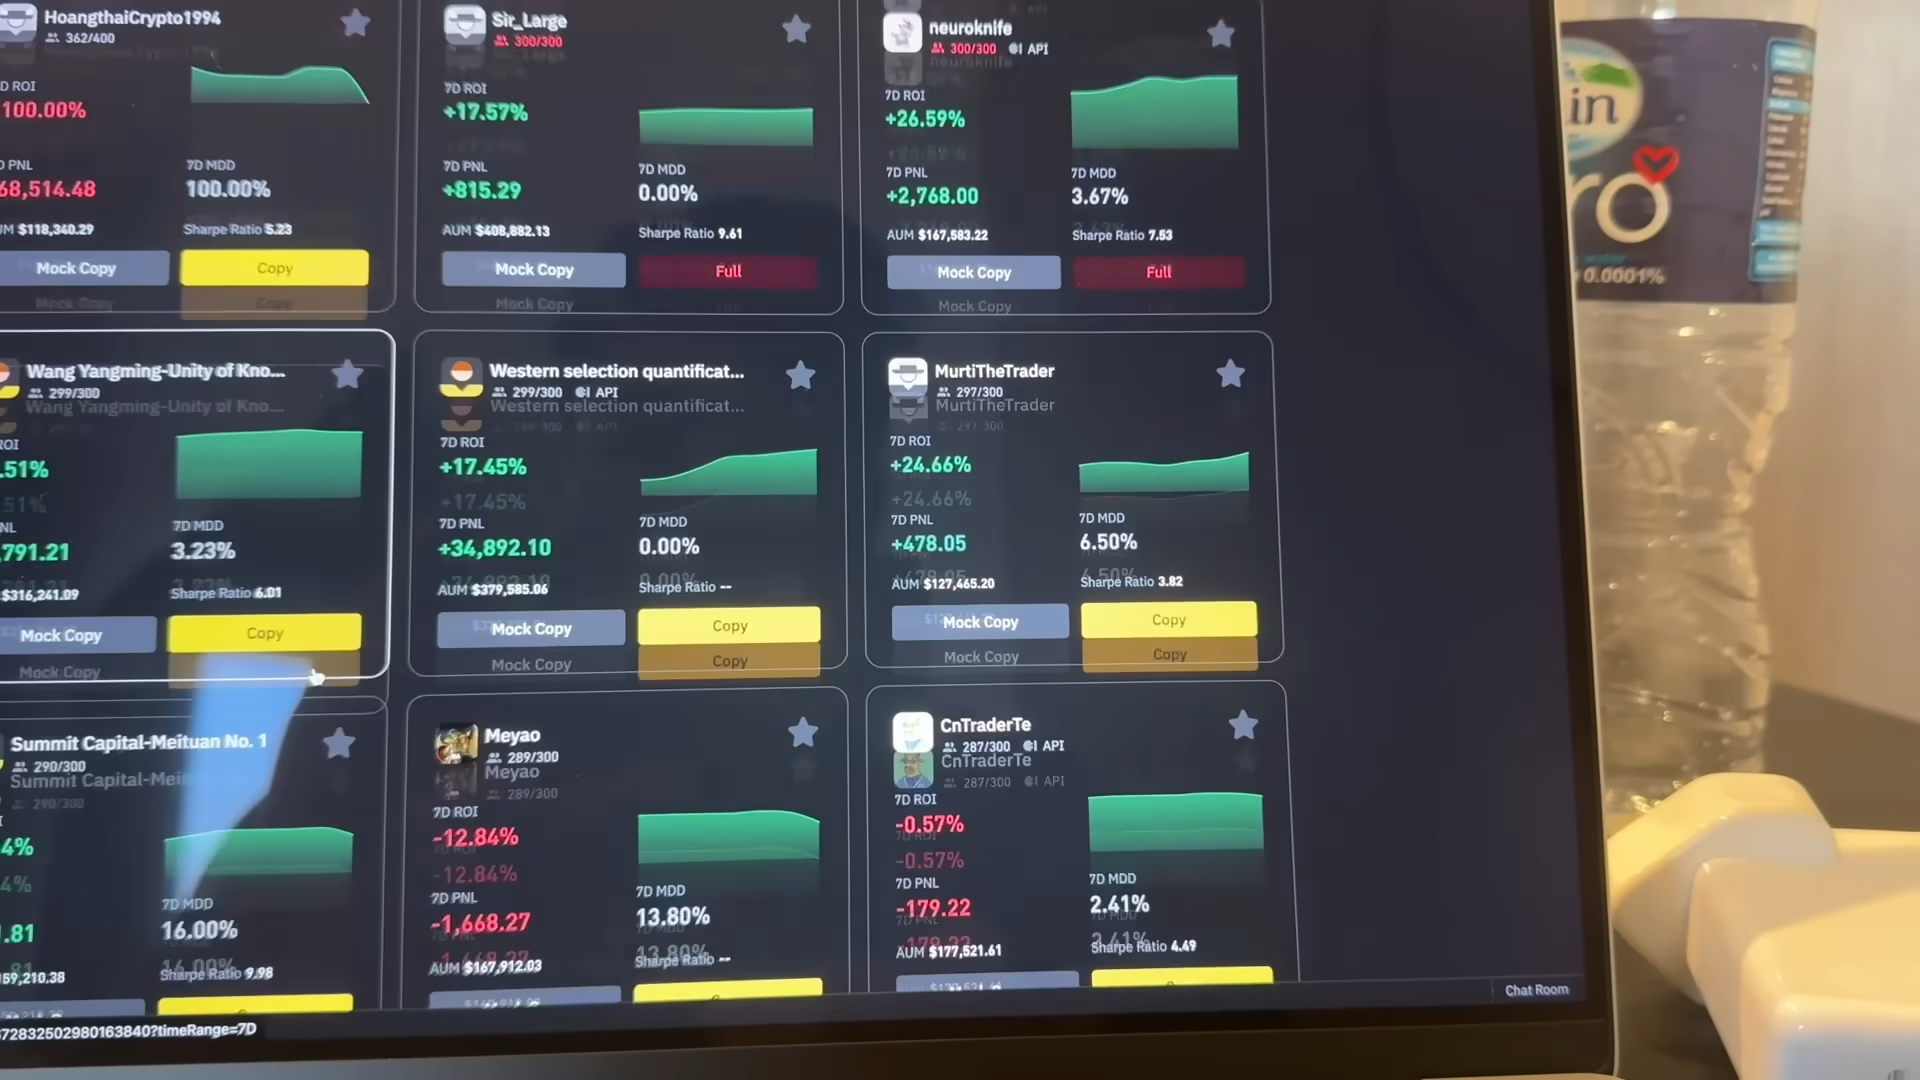 HoangthaiCrypto1994
362/400
D ROI
100.00%
D PNL
68,514.48
7D MDD
100.00%
UM $118,340.29
Sharpe Ratio 5.23
Mock Copy
Copy
Sir_Large
300/300
7D ROI
+17.57%
7D PNL
+815.29
7D MDD
0.00%
AUM $408,882.13
Sharpe Ratio 9.61
Mock Copy
Full
neuroknife
300/300 API
7D ROI
+26.59%
7D PNL
+2,768.00
7D MDD
3.67%
AUM $167,583.22
Sharpe Ratio 7.53
Mock Copy
Full
Wang Yangming-Unity of Kno...
299/300
ROI
.51%
NL
,791.21
7D MDD
3.23%
$316,241.09
Sharpe Ratio 6.01
Mock Copy
Copy
Western selection quantificat...
299/300 API
7D ROI
+17.45%
7D PNL
+34,892.10
7D MDD
0.00%
AUM $379,585.06
Sharpe Ratio --
Mock Copy
Copy
MurtiTheTrader
297/300
7D ROI
+24.66%
7D PNL
+478.05
7D MDD
6.50%
AUM $127,465.20
Sharpe Ratio 3.82
Mock Copy
Copy
Summit Capital-Meituan No. 1
290/300
4%
.81
7D MDD
16.00%
59,210.38
Sharpe Ratio 9.98
Meyao
289/300
7D ROI
-12.84%
7D PNL
-1,668.27
7D MDD
13.80%
AUM $167,912.03
Sharpe Ratio --
CnTraderTe
287/300 API
7D ROI
-0.57%
7D PNL
-179.22
7D MDD
2.41%
AUM $177,521.61
Sharpe Ratio 4.49
Chat Room
72832502980163840?timeRange=7D
in
ro
water
0.0001%